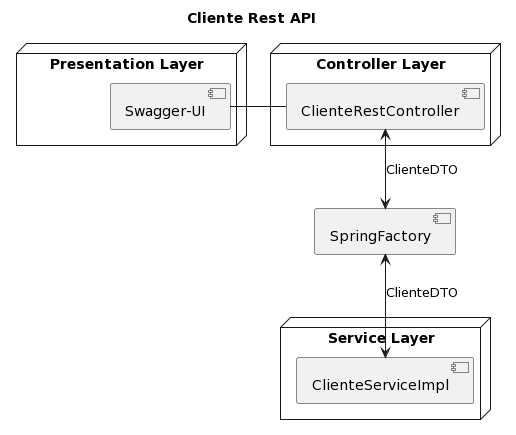 Cliente Rest API
Presentation Layer
Controller Layer
Swagger-UI
ClienteRestController
ClienteDTO
SpringFactory
ClienteDTO
Service Layer
ClienteServiceImpl